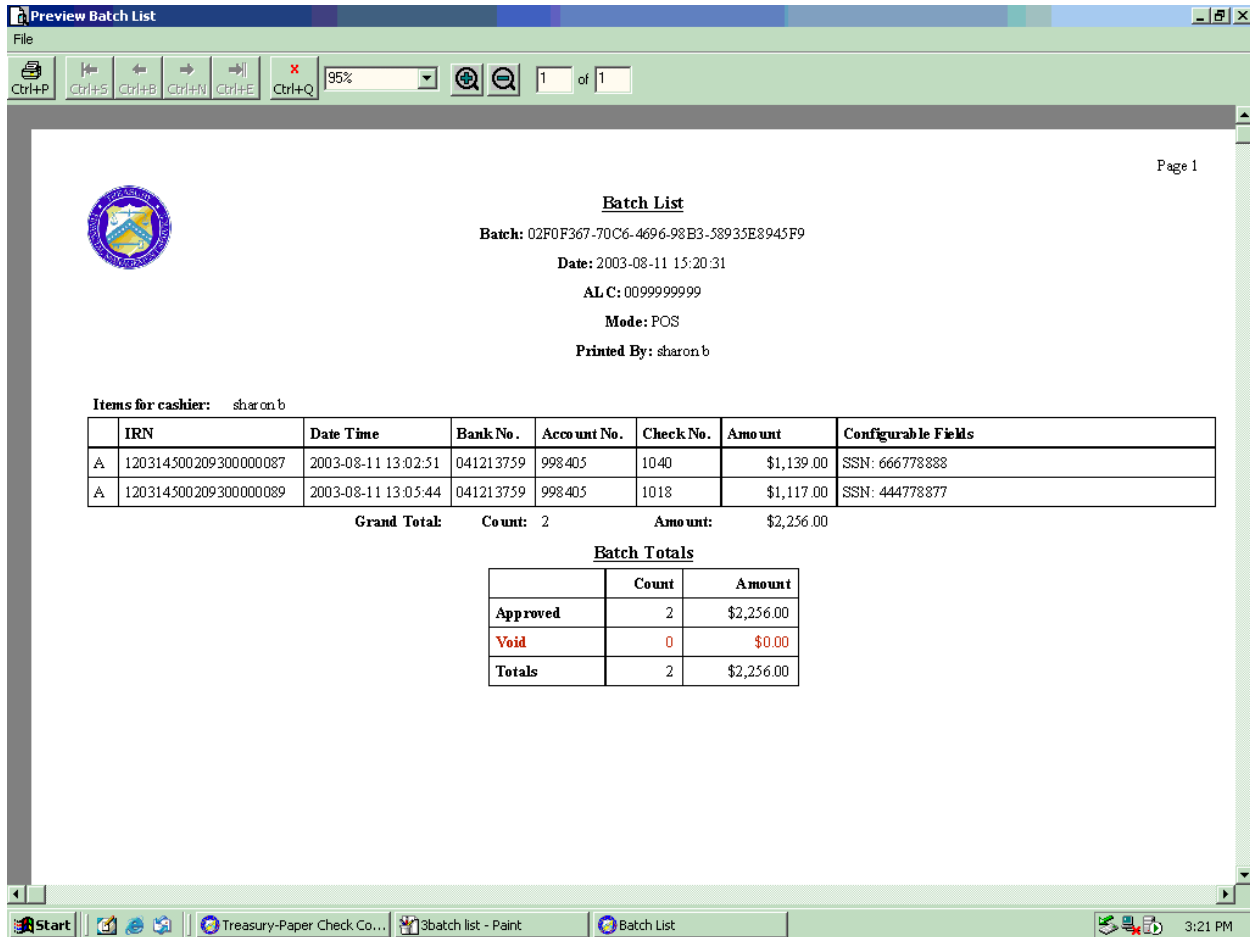 Preview Batch List
File
Ctrl+P Ctrl+S Ctrl+B Ctrl+N Ctrl+E Ctrl+Q 95% 1 of 1
Page 1
Batch List
Batch: 02F0F367-70C6-4696-98B3-58935E8945F9
Date: 2003-08-11 15:20:31
ALC: 0099999999
Mode: POS
Printed By: sharon b
Items for cashier: sharon b
IRN Date Time Bank No. Account No. Check No. Amount Configurable Fields
A 120314500209300000087 2003-08-11 13:02:51 041213759 998405 1040 $1,139.00 SSN: 666778888
A 120314500209300000089 2003-08-11 13:05:44 041213759 998405 1018 $1,117.00 SSN: 444778877
Grand Total: Count: 2 Amount: $2,256.00
Batch Totals
Count Amount
Approved 2 $2,256.00
Void 0 $0.00
Totals 2 $2,256.00
Start Treasury-Paper Check Co... 3batch list - Paint Batch List 3:21 PM